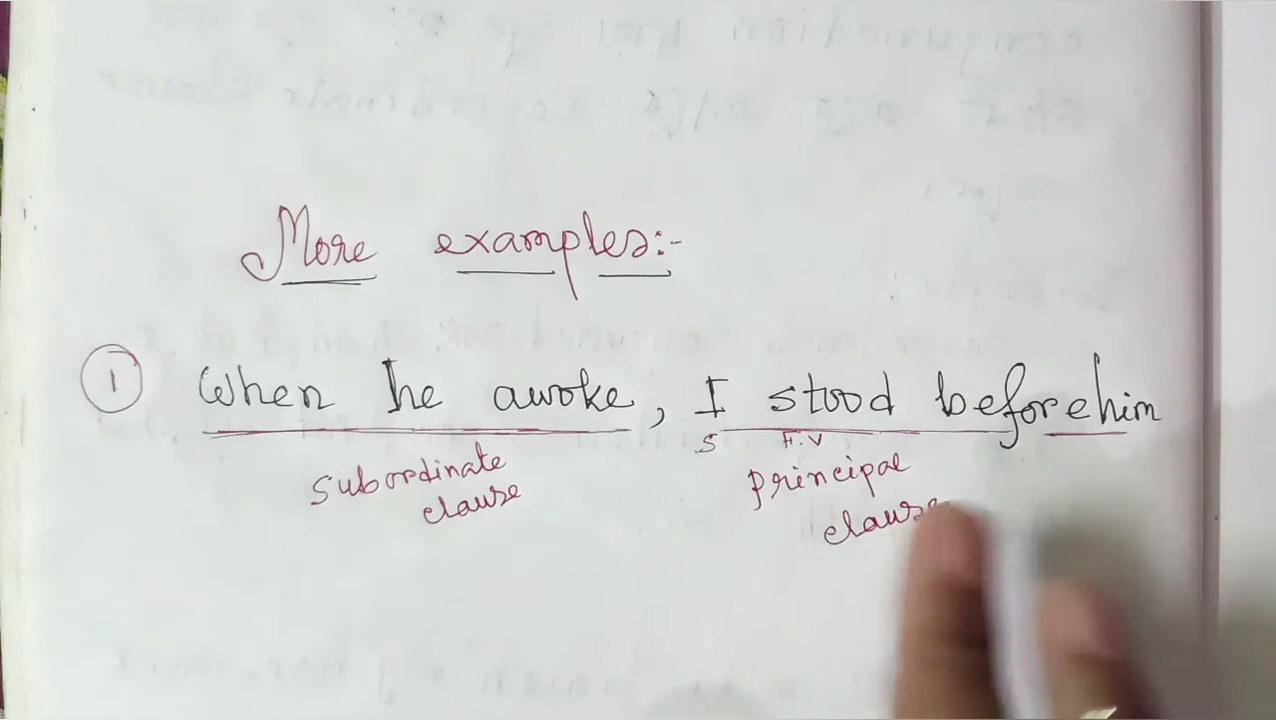 More examples:-
① When he awoke, I stood before him
S F.V
subordinate principal
clause clause